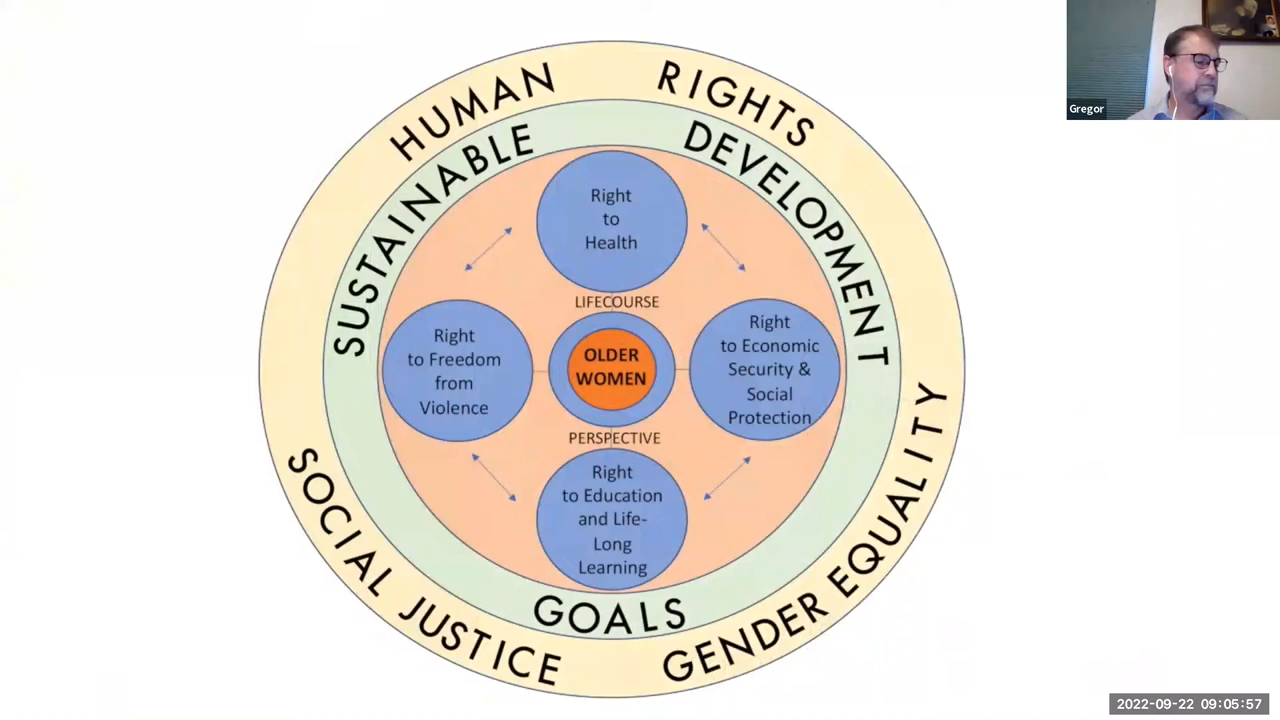 HUMAN RIGHTS
SUSTAINABLE DEVELOPMENT
GOALS
SOCIAL JUSTICE
GENDER EQUALITY
Right
to
Health
LIFECOURSE
Right
to Freedom
from
Violence
OLDER
WOMEN
Right
to Economic
Security &
Social
Protection
PERSPECTIVE
Right
to Education
and Life-
Long
Learning
Gregor
2022-09-22 09:05:57